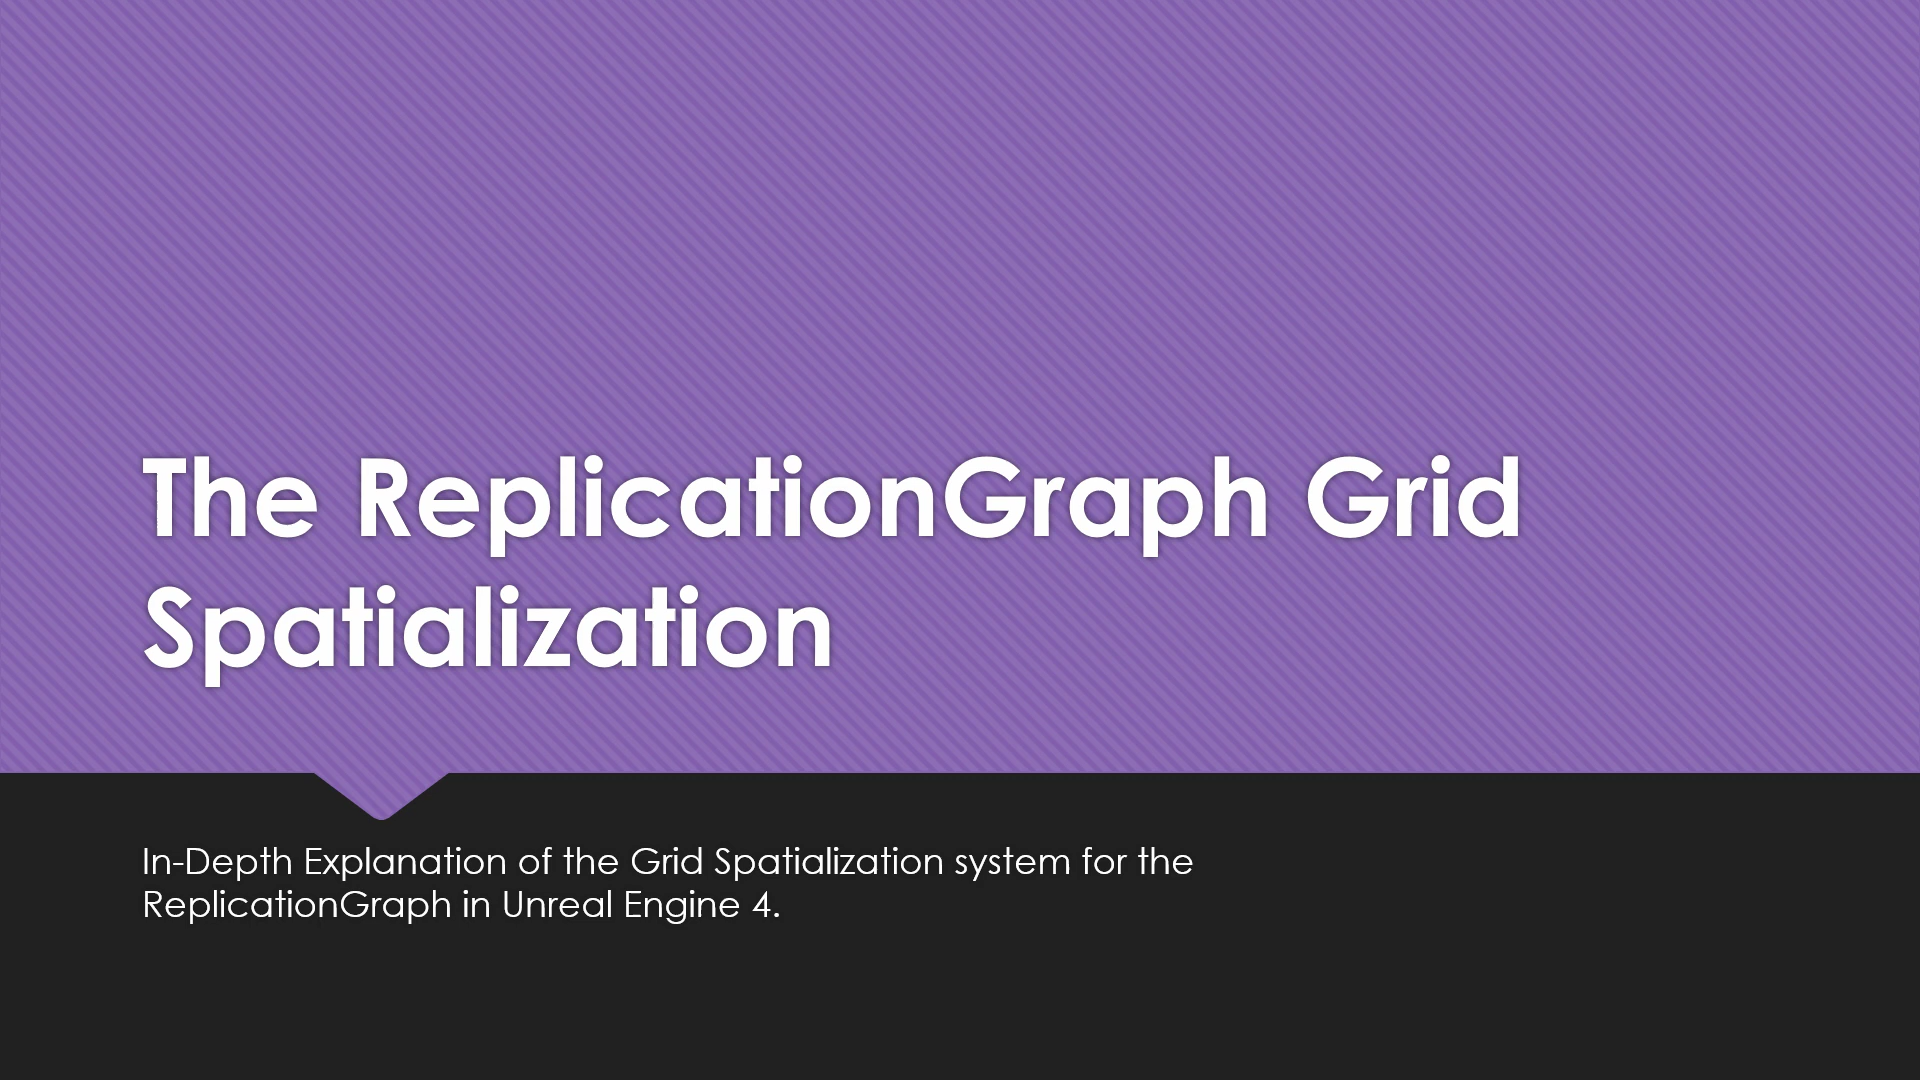 The ReplicationGraph Grid
Spatialization
In-Depth Explanation of the Grid Spatialization system for the
ReplicationGraph in Unreal Engine 4.